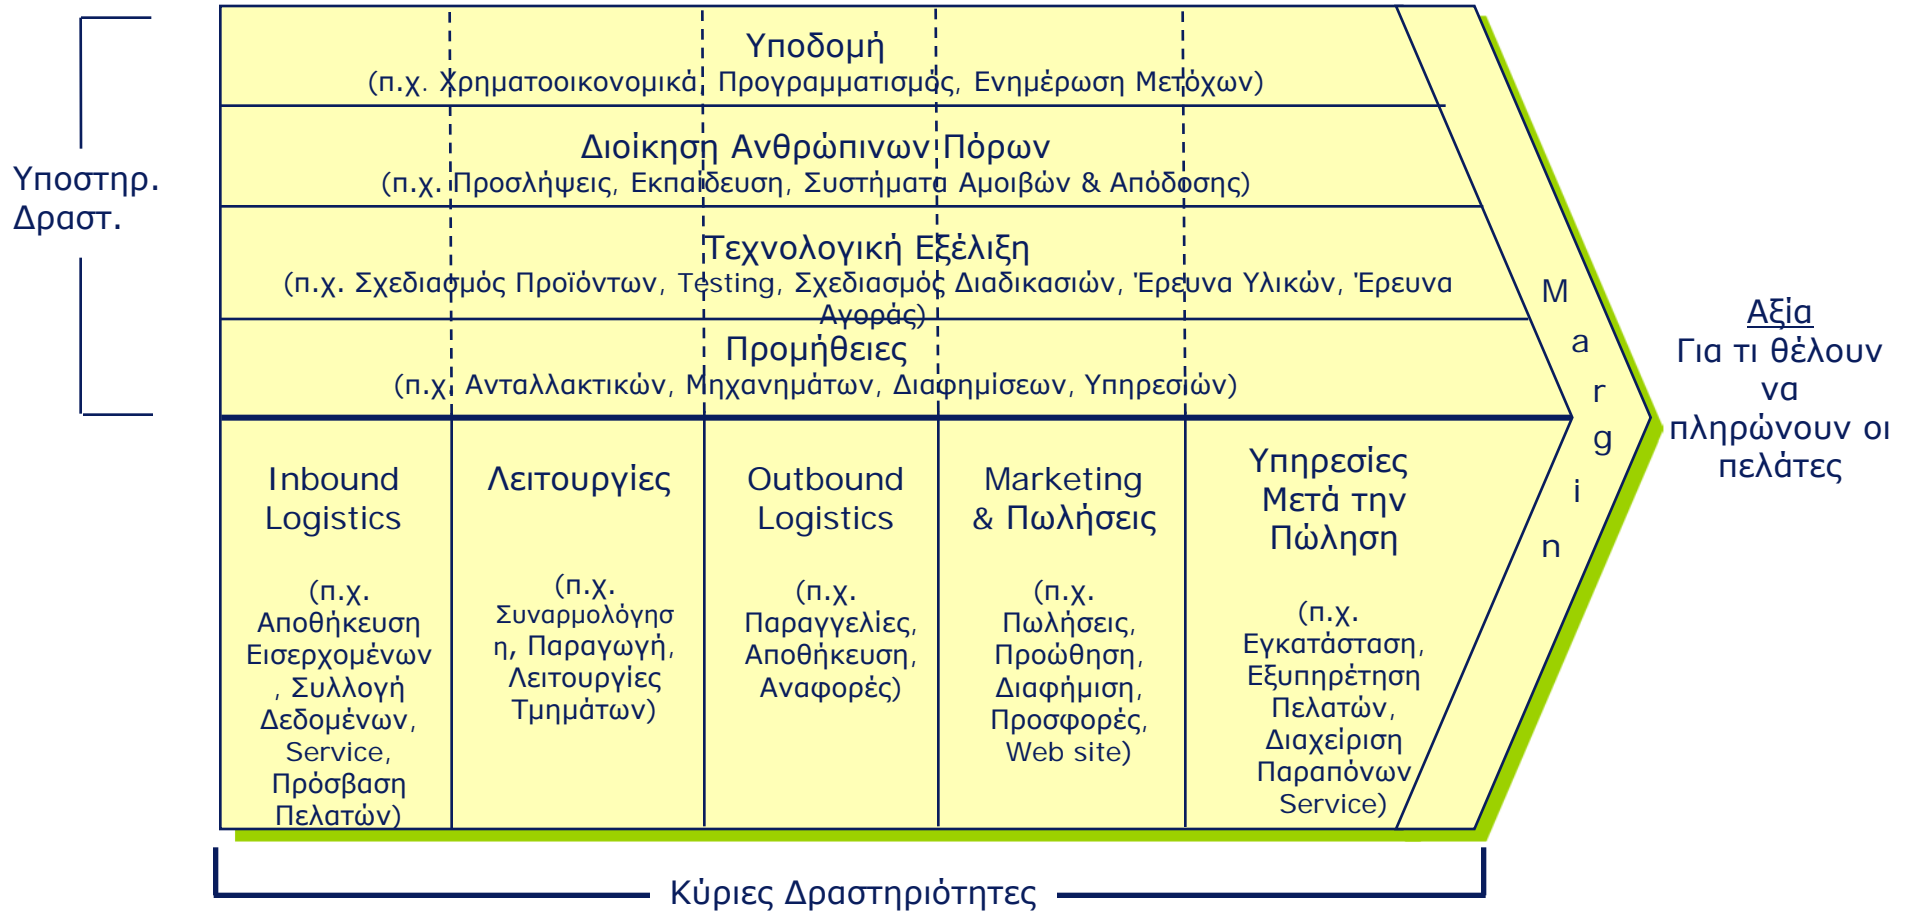 Υποδομή
(π.χ. Χρηματοοικονομικά, Προγραμματισμός, Ενημέρωση Μετόχων)
Διοίκηση Ανθρώπινων Πόρων
(π.χ. Προσλήψεις, Εκπαίδευση, Συστήματα Αμοιβών & Απόδοσης)
Υποστηρ.
Δραστ.
Τεχνολογική Εξέλιξη
(π.χ. Σχεδιασμός Προϊόντων, Testing, Σχεδιασμός Διαδικασιών, Έρευνα Υλικών, Έρευνα
Αγοράς)
Προμήθειες
(π.χ. Ανταλλακτικών, Μηχανημάτων, Διαφημίσεων, Υπηρεσιών)
M
a
r
g
i
n
Αξία
Για τι θέλουν
να
πληρώνουν οι
πελάτες
Inbound
Logistics
(π.χ.
Αποθήκευση
Εισερχομένων
, Συλλογή
Δεδομένων,
Service,
Πρόσβαση
Πελατών)
Λειτουργίες
(π.χ.
Συναρμολόγησ
η, Παραγωγή,
Λειτουργίες
Τμημάτων)
Outbound
Logistics
(π.χ.
Παραγγελίες,
Αποθήκευση,
Αναφορές)
Marketing
& Πωλήσεις
(π.χ.
Πωλήσεις,
Προώθηση,
Διαφήμιση,
Προσφορές,
Web site)
Υπηρεσίες
Μετά την
Πώληση
(π.χ.
Εγκατάσταση,
Εξυπηρέτηση
Πελατών,
Διαχείριση
Παραπόνων
Service)
Κύριες Δραστηριότητες